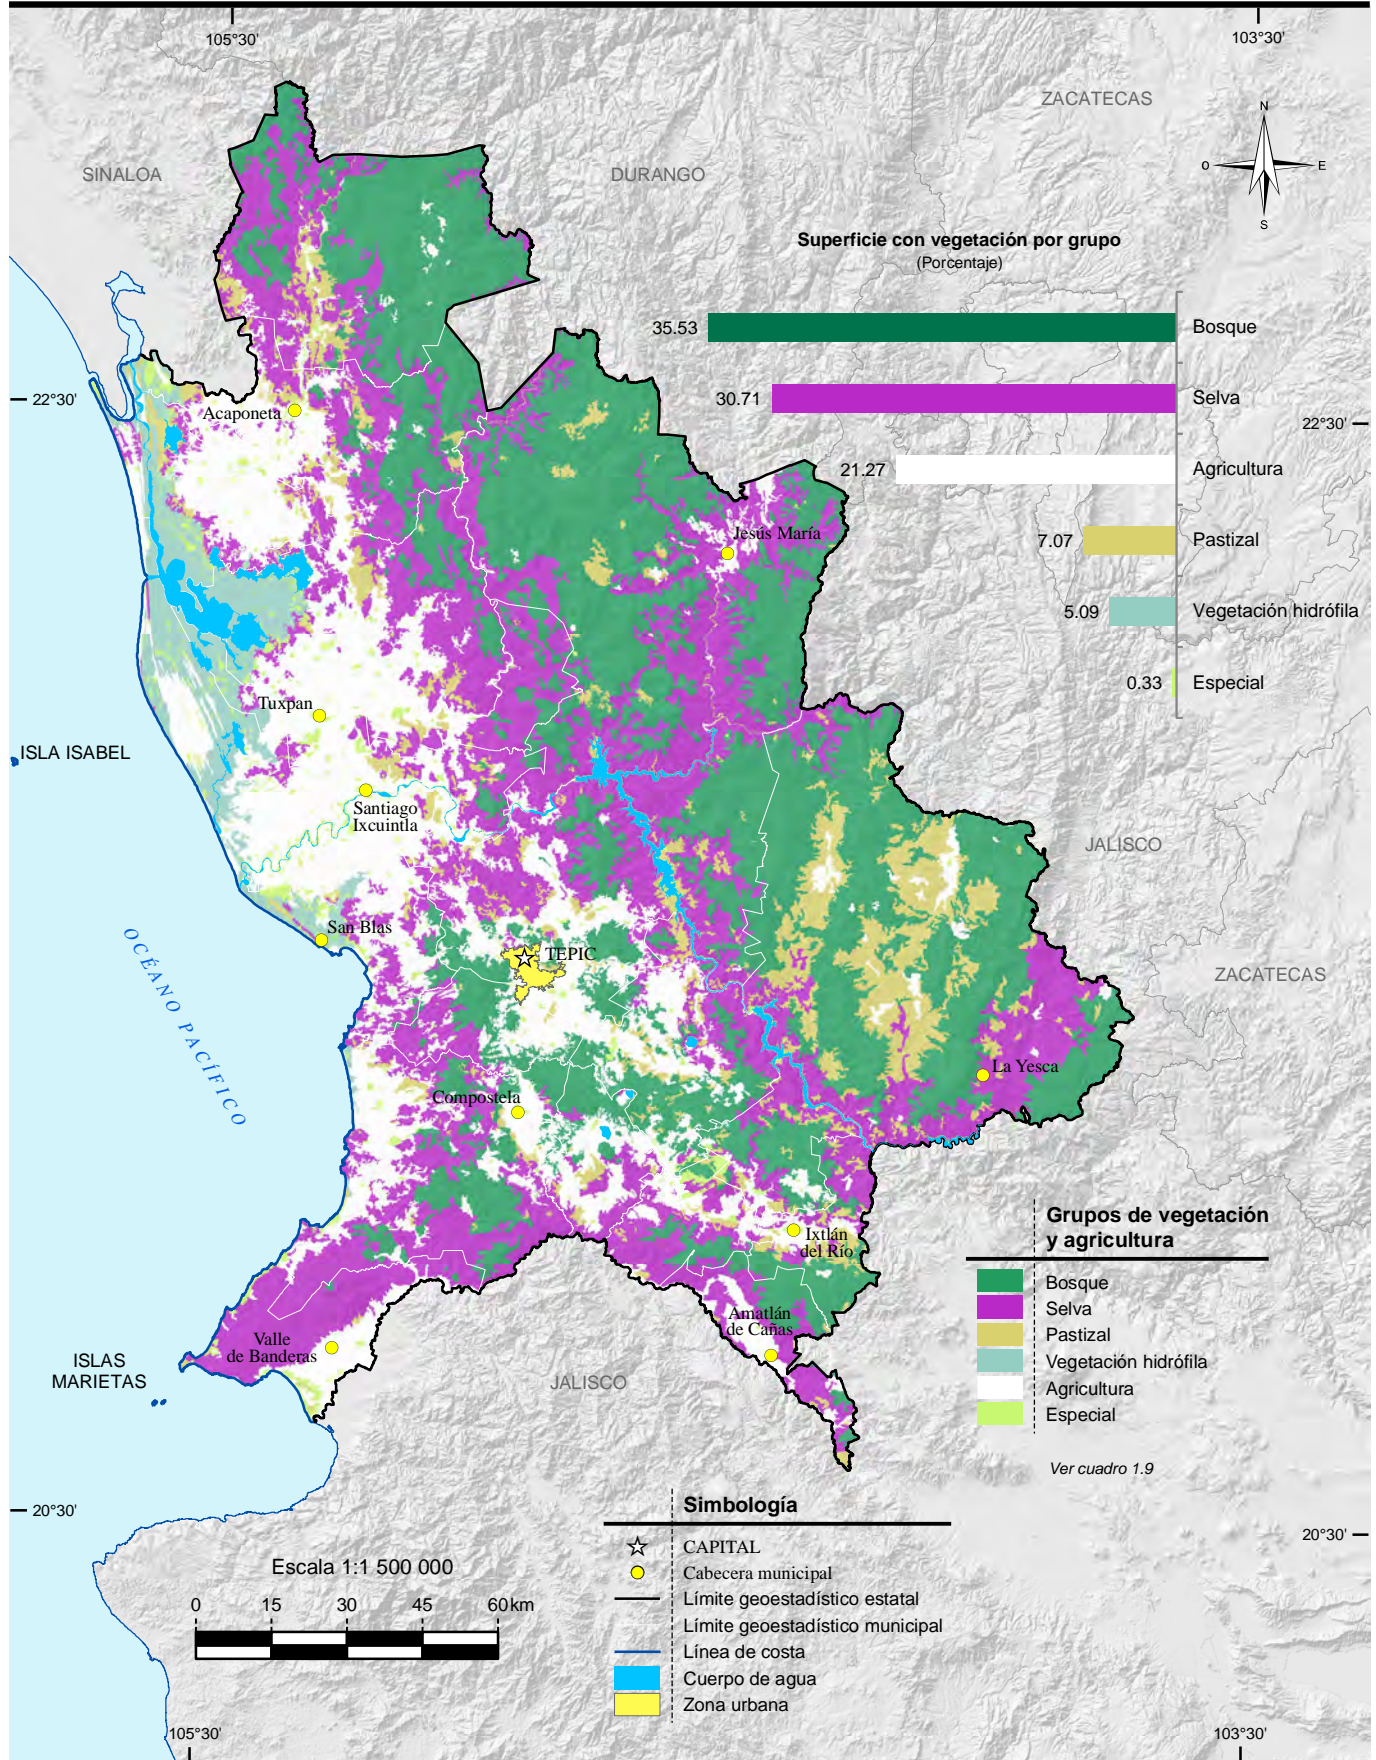 105°30'
103°30'
ZACATECAS
N
O
E
S
SINALOA
DURANGO
Superficie con vegetación por grupo
(Porcentaje)
35.53
Bosque
30.71
Selva
22°30'
Acaponeta
22°30'
21.27
Agricultura
Jesús María
7.07
Pastizal
5.09
Vegetación hidrófila
0.33
Especial
Tuxpan
ISLA ISABEL
Santiago
Ixcuintla
JALISCO
San Blas
TEPIC
OCÉANO PACÍFICO
ZACATECAS
La Yesca
Compostela
Ixtlán
del Río
Grupos de vegetación
y agricultura
Bosque
Selva
Pastizal
Vegetación hidrófila
Agricultura
Especial
Ver cuadro 1.9
Amatlán
de Cañas
Valle
de Banderas
ISLAS
MARIETAS
JALISCO
20°30'
20°30'
Simbología
CAPITAL
Cabecera municipal
Límite geoestadístico estatal
Límite geoestadístico municipal
Línea de costa
Cuerpo de agua
Zona urbana
Escala 1:1 500 000
0 15 30 45 60 km
105°30'
103°30'